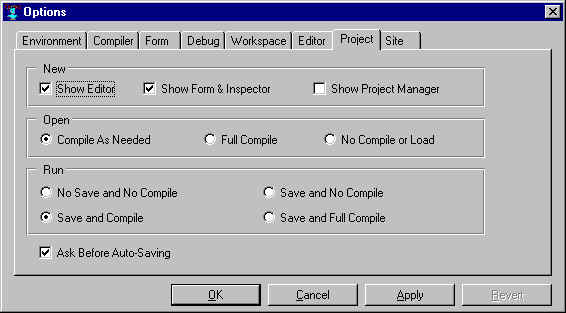 Options
Environment Compiler Form Debug Workspace Editor Project Site
New
Show Editor Show Form & Inspector Show Project Manager
Open
Compile As Needed Full Compile No Compile or Load
Run
No Save and No Compile Save and No Compile
Save and Compile Save and Full Compile
Ask Before Auto-Saving
OK Cancel Apply Revert